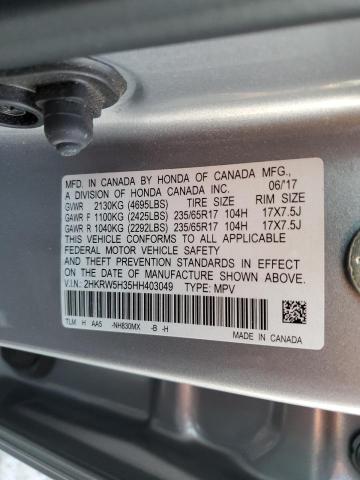 MFD. IN CANADA BY HONDA OF CANADA MFG.,
A DIVISION OF HONDA CANADA INC. 06/17
GVWR 2130KG (4695LBS) TIRE SIZE RIM SIZE
GAWR F 1100KG (2425LBS) 235/65R17 104H 17X7.5J
GAWR R 1040KG (2292LBS) 235/65R17 104H 17X7.5J
THIS VEHICLE CONFORMS TO ALL APPLICABLE
FEDERAL MOTOR VEHICLE SAFETY
AND THEFT PREVENTION STANDARDS IN EFFECT
ON THE DATE OF MANUFACTURE SHOWN ABOVE.
V.I.N.: 2HKRW5H35HH403049 TYPE: MPV
TLM H AA5 -NH830MX -B -H MADE IN CANADA